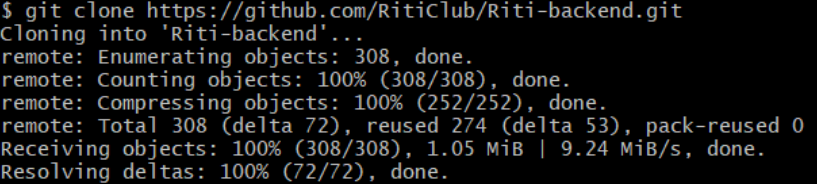 $ git clone https://github.com/RitiClub/Riti-backend.git
Cloning into 'Riti-backend'...
remote: Enumerating objects: 308, done.
remote: Counting objects: 100% (308/308), done.
remote: Compressing objects: 100% (252/252), done.
remote: Total 308 (delta 72), reused 274 (delta 53), pack-reused 0
Receiving objects: 100% (308/308), 1.05 MiB | 9.24 MiB/s, done.
Resolving deltas: 100% (72/72), done.